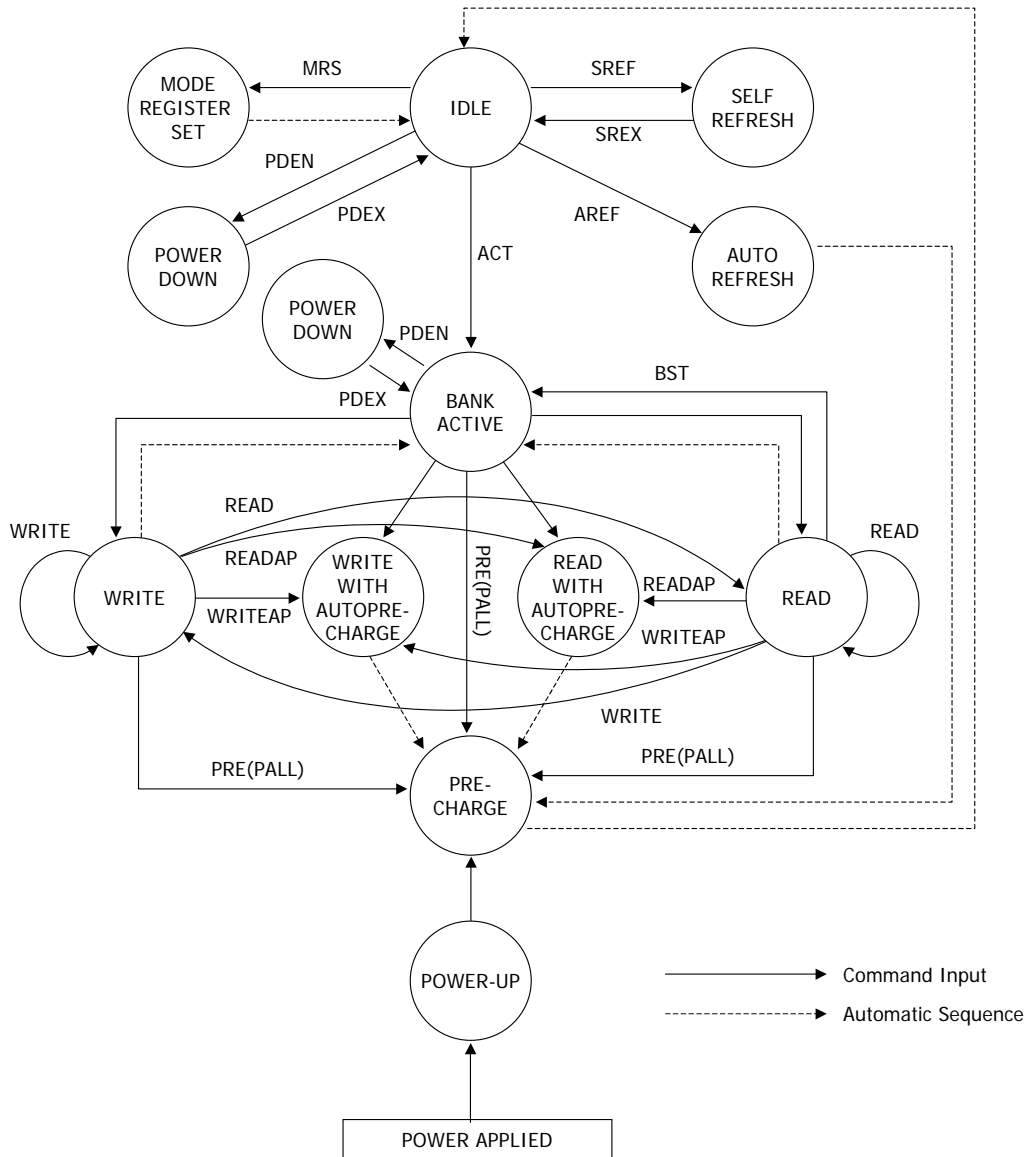 MRS
SREF
MODE
REGISTER
SET
IDLE
SELF
REFRESH
SREX
PDEN
PDEX
AREF
POWER
DOWN
ACT
AUTO
REFRESH
POWER
DOWN
PDEN
PDEX
BST
BANK
ACTIVE
WRITE
READ
READ
READAP
WRITE
WRITE
WITH
AUTOPRE-
CHARGE
PRE(PALL)
READ
WITH
AUTOPRE-
CHARGE
READAP
READ
WRITEAP
WRITEAP
WRITE
PRE(PALL)
PRE(PALL)
PRE-
CHARGE
POWER-UP
Command Input
Automatic Sequence
POWER APPLIED